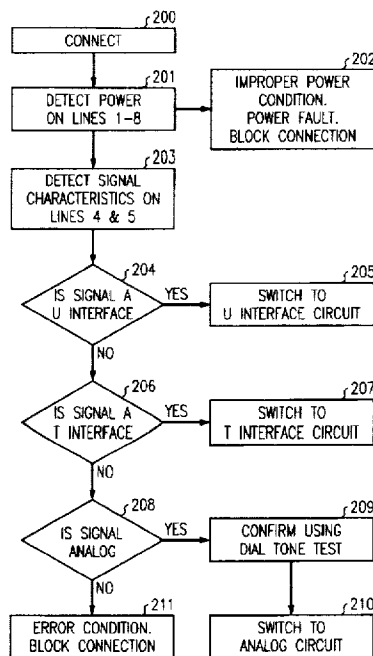 200
CONNECT
201
DETECT POWER
ON LINES 1-8
202
IMPROPER POWER
CONDITION.
POWER FAULT.
BLOCK CONNECTION
203
DETECT SIGNAL
CHARACTERISTICS ON
LINES 4 & 5
204
IS SIGNAL A
U INTERFACE
YES
205
SWITCH TO
U INTERFACE CIRCUIT
NO
206
IS SIGNAL A
T INTERFACE
YES
207
SWITCH TO
T INTERFACE CIRCUIT
NO
208
IS SIGNAL
ANALOG
YES
209
CONFIRM USING
DIAL TONE TEST
NO
211
ERROR CONDITION.
BLOCK CONNECTION
210
SWITCH TO
ANALOG CIRCUIT